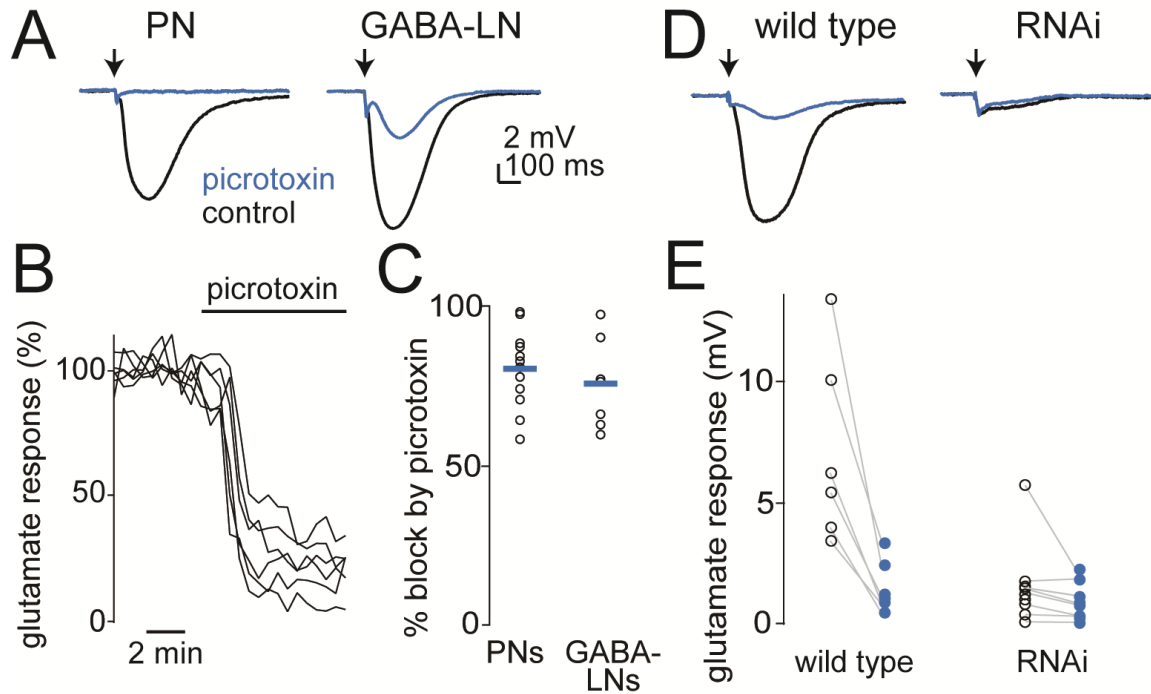 A
PN
GABA-LN
2 mV
100 ms
picrotoxin
control
D
wild type
RNAi
B
picrotoxin
glutamate response (%)
100
50
0
2 min
C
% block by picrotoxin
100
50
0
PNs
GABA-
LNs
E
glutamate response (mV)
10
5
0
wild type
RNAi